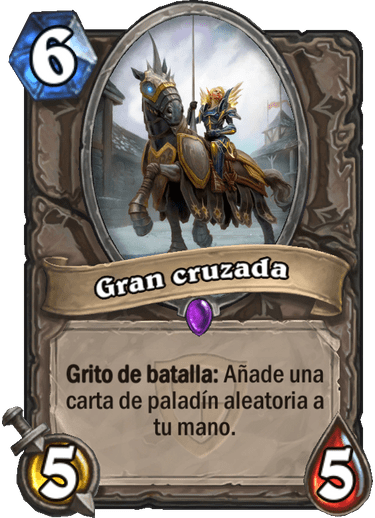 6
Gran cruzada
Grito de batalla: Añade una
carta de paladín aleatoria a
tu mano.
5
5